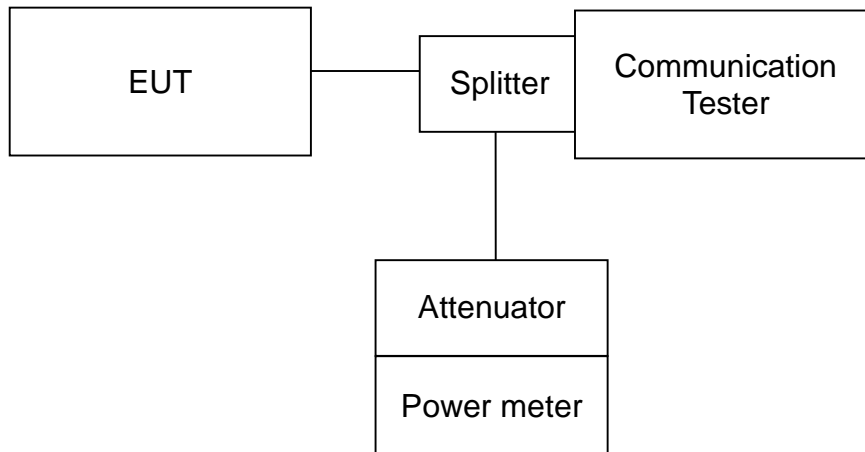 EUT
Splitter
Communication
Tester
Attenuator
Power meter